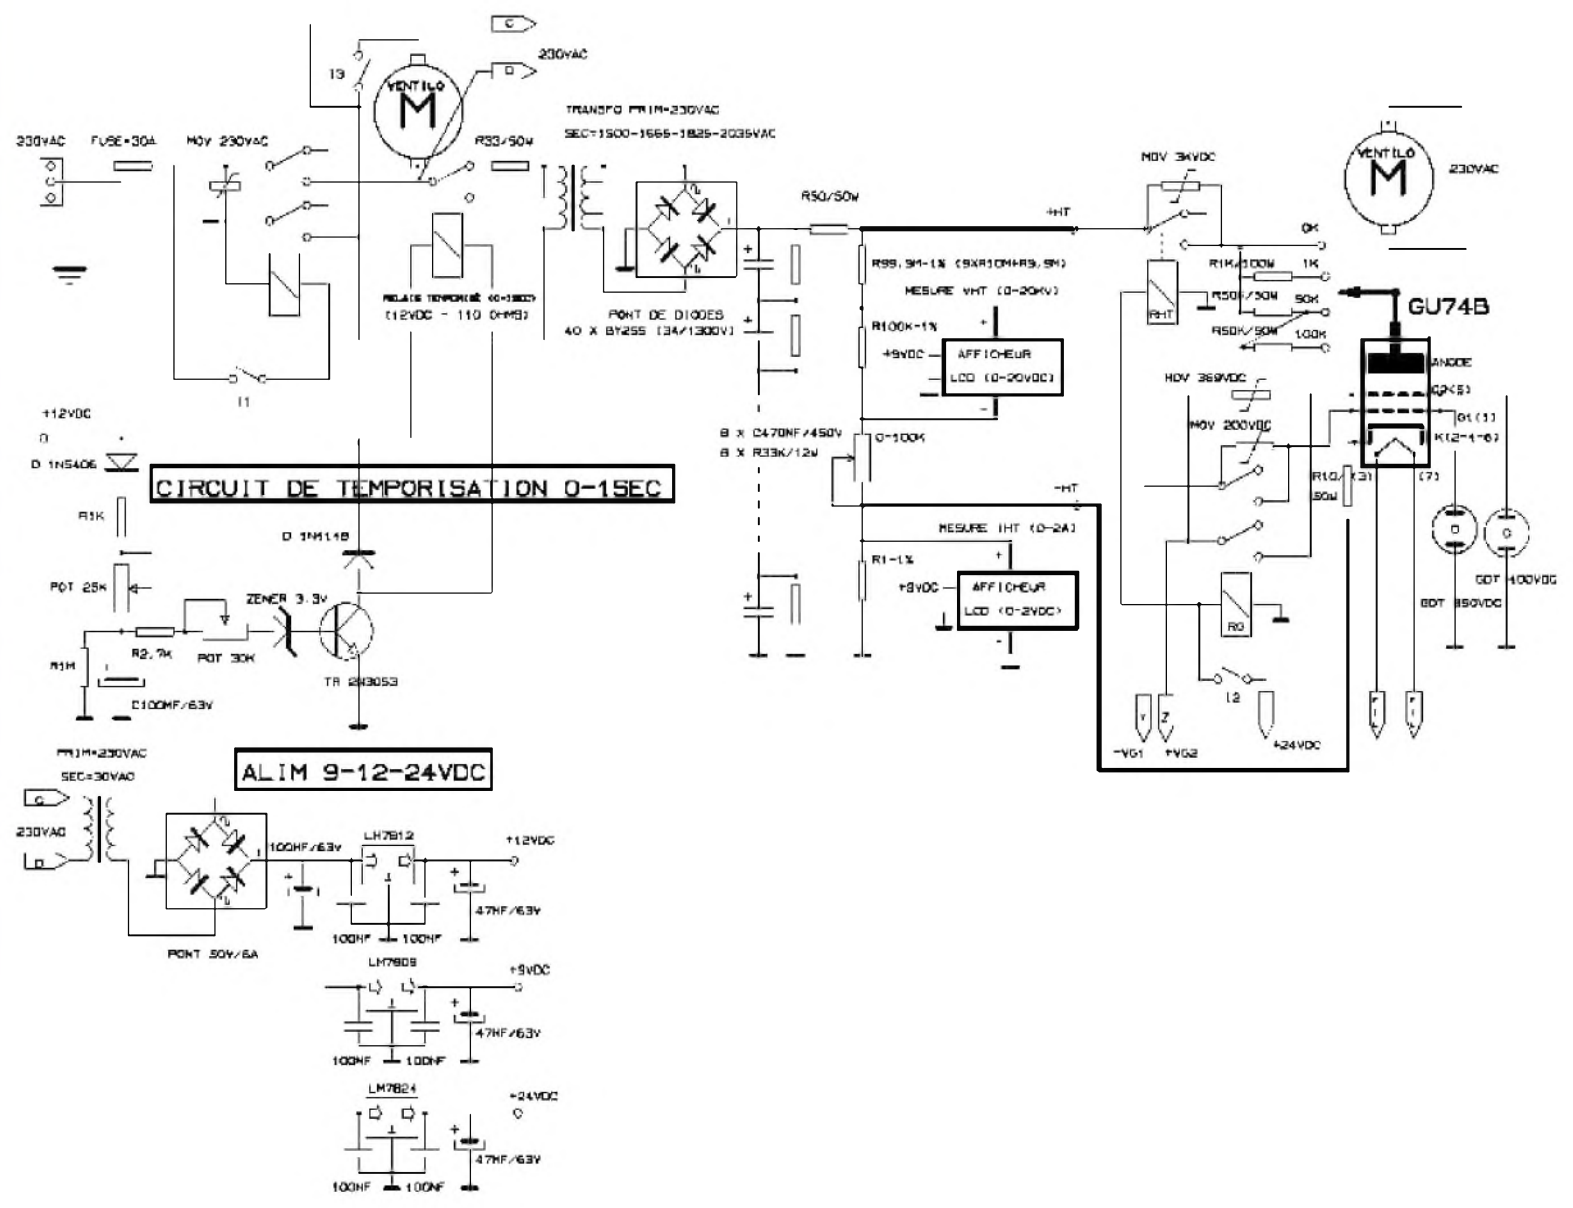 C
230VAC
D
I3
VENTILO
M
TRANSFO PRIM=230VAC
SEC=1500-1665-1825-2035VAC
230VAC
FUSE=30A
MOV 230VAC
R33/50W
MOV 3KVDC
VENTILO
M
230VAC
R50/50W
+HT
0K
R1K/100W
1K
R99,9M-1% (9XR10M+R9,9M)
MESURE VHT (0-20KV)
R50K/50W
50K
GU74B
RELAIS TEMPORISÉ (0-15EC)
(12VDC - 110 OHMS)
PONT DE DIODES
40 X BY255 (3A/1300V)
RHT
R100K-1%
R50K/50W
100K
+9VDC
AFFICHEUR
LCD (0-20VDC)
ANODE
MOV 369VDC
G2(5)
I1
+12VDC
G1(1)
MOV 200VDC
8 X C470NF/450V
0-100K
K(2-4-6)
8 X R33K/12W
D 1N5406
CIRCUIT DE TEMPORISATION 0-15EC
R10/
50W
(3)
(7)
-HT
R1K
MESURE IHT (0-2A)
D 1N4148
R1-1%
+9VDC
AFFICHEUR
LCD (0-2VDC)
GDT 400VDC
POT 25K
ZENER 3.3V
GDT 350VDC
RG
R2.7K
POT 30K
R1M
TR 2N3053
C100MF/63V
I2
Y
Z
FIL
FIL
-VG1
+VG2
+24VDC
PRIM=230VAC
SEC=30VAC
ALIM 9-12-24VDC
C
230VAC
D
100MF/63V
LM7812
+12VDC
47MF/63V
100NF
100NF
PONT 50V/6A
LM7809
+9VDC
47MF/63V
100NF
100NF
LM7824
+24VDC
47MF/63V
100NF
100NF